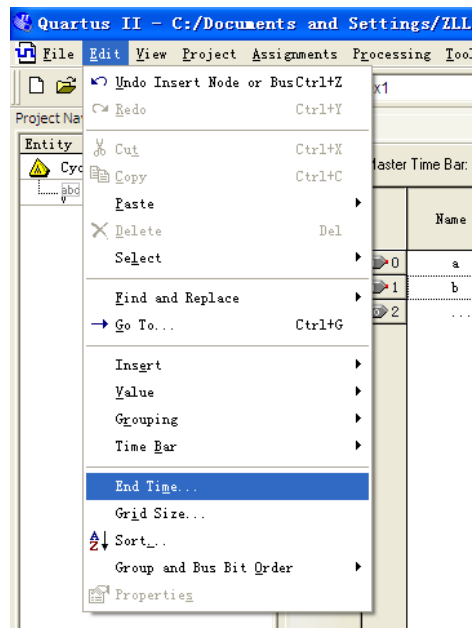 Quartus II - C:/Documents and Settings/ZLL
File Edit View Project Assignments Processing Tool
x1
Project Na
Entity
Cyc
abd
Undo Insert Node or Bus Ctrl+Z
Redo Ctrl+Y
Cut Ctrl+X
Copy Ctrl+C
Paste
Delete Del
Select
Find and Replace
Go To... Ctrl+G
Insert
Value
Grouping
Time Bar
End Time...
Grid Size...
Sort...
Group and Bus Bit Order
Properties
Master Time Bar:
Name
0 a
1 b
2 ...